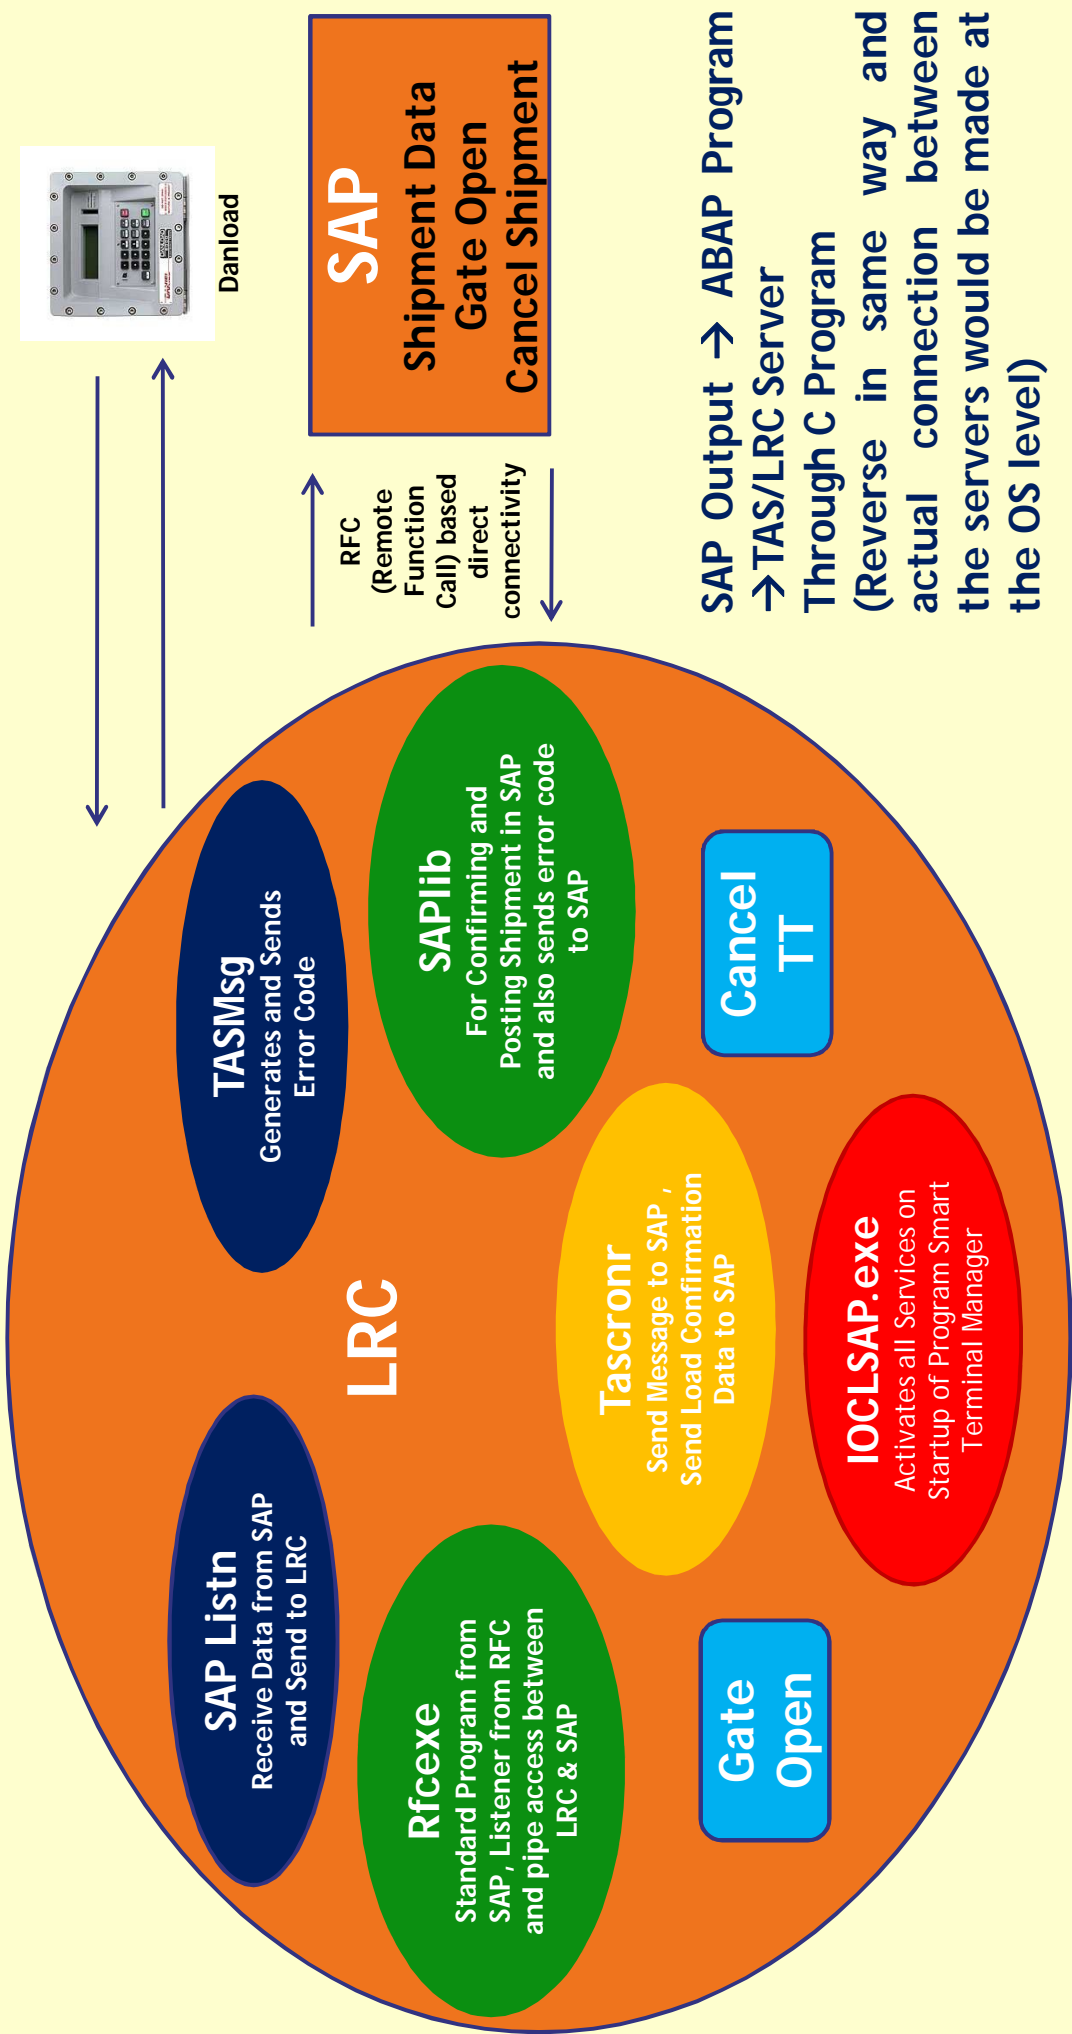 SAP Listn
Receive Data from SAP
and Send to LRC
TASMsg
Generates and Sends
Error Code
LRC
Rfcexe
Standard Program from
SAP, Listener from RFC
and pipe access between
LRC & SAP
SAPlib
For Confirming and
Posting Shipment in SAP
and also sends error code
to SAP
Tascronr
Send Message to SAP ,
Send Load Confirmation
Data to SAP
Gate
Open
Cancel
TT
IOCLSAP.exe
Activates all Services on
Startup of Program Smart
Terminal Manager
Danload
RFC
(Remote
Function
Call) based
direct
connectivity
SAP
Shipment Data
Gate Open
Cancel Shipment
SAP Output → ABAP Program
→TAS/LRC Server
Through C Program
(Reverse in same way and
actual connection between
the servers would be made at
the OS level)